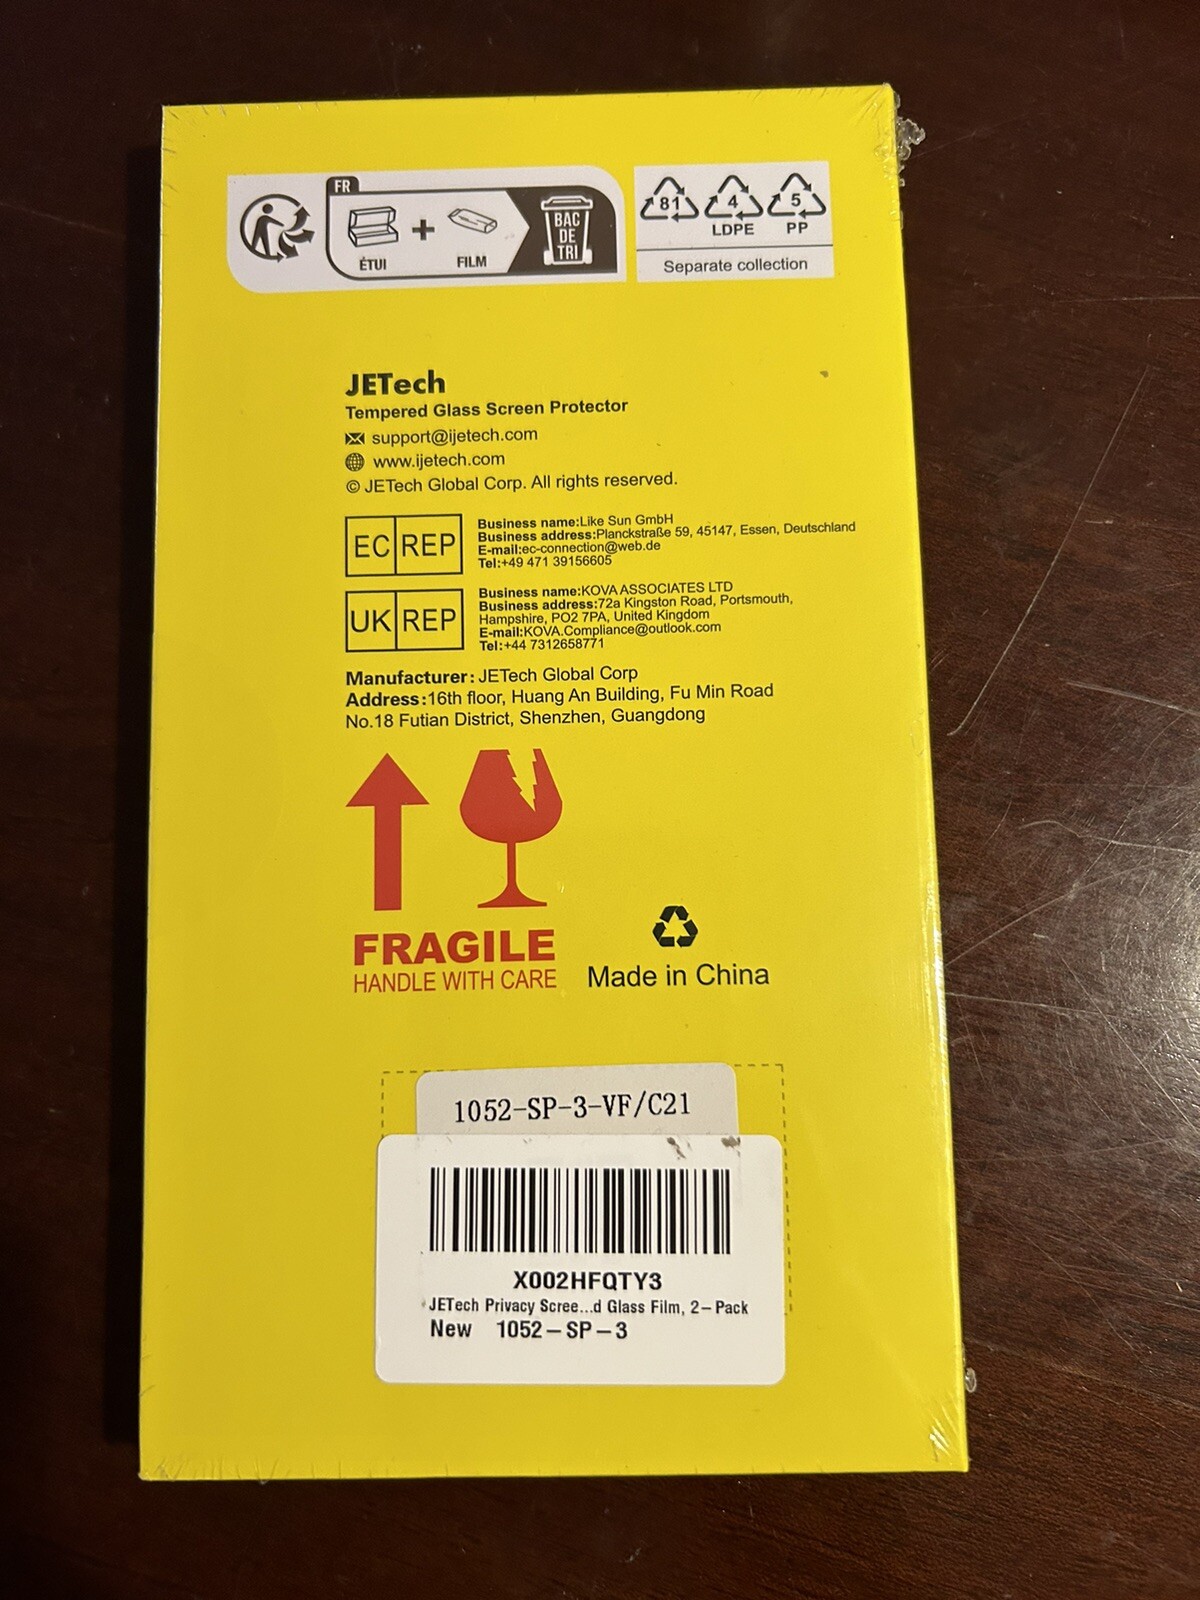 FR
ÉTUI
+
FILM
BAC
DE
TRI
81
4
5
LDPE
PP
Separate collection
JETech
Tempered Glass Screen Protector
support@ijetech.com
www.ijetech.com
© JETech Global Corp. All rights reserved.
EC REP
Business name:Like Sun GmbH
Business address:Planckstraße 59, 45147, Essen, Deutschland
E-mail:ec-connection@web.de
Tel:+49 471 39156605
UK REP
Business name:KOVA ASSOCIATES LTD
Business address:72a Kingston Road, Portsmouth,
Hampshire, PO2 7PA, United Kingdom
E-mail:KOVA.Compliance@outlook.com
Tel:+44 7312658771
Manufacturer: JETech Global Corp
Address:16th floor, Huang An Building, Fu Min Road
No.18 Futian District, Shenzhen, Guangdong
FRAGILE
HANDLE WITH CARE
Made in China
1052-SP-3-VF/C21
X002HFQTY3
JETech Privacy Scree...d Glass Film, 2-Pack
New 1052-SP-3